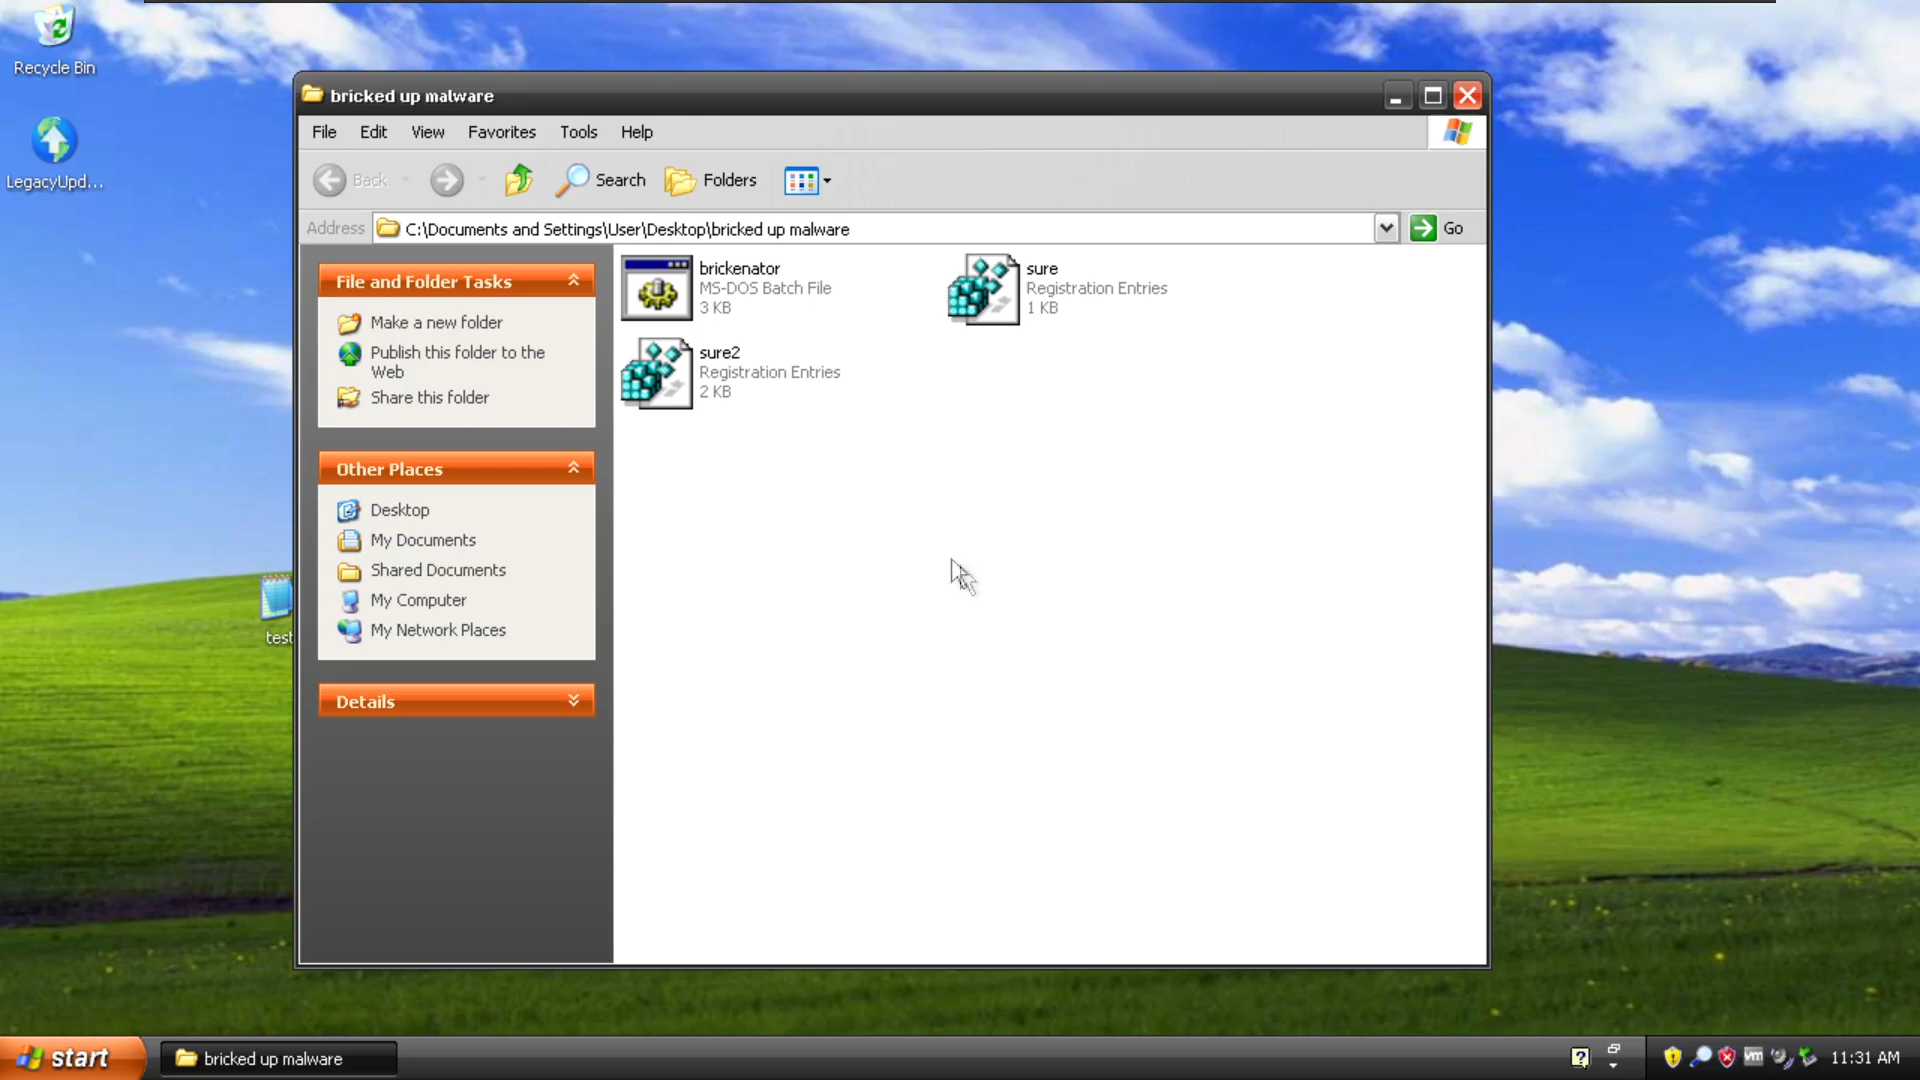 Recycle Bin
LegacyUpd...
test
bricked up malware
File Edit View Favorites Tools Help
Back Search Folders
Address C:\Documents and Settings\User\Desktop\bricked up malware Go
File and Folder Tasks
Make a new folder
Publish this folder to the
Web
Share this folder
Other Places
Desktop
My Documents
Shared Documents
My Computer
My Network Places
Details
brickenator
MS-DOS Batch File
3 KB
sure
Registration Entries
1 KB
sure2
Registration Entries
2 KB
start bricked up malware ? vm 11:31 AM